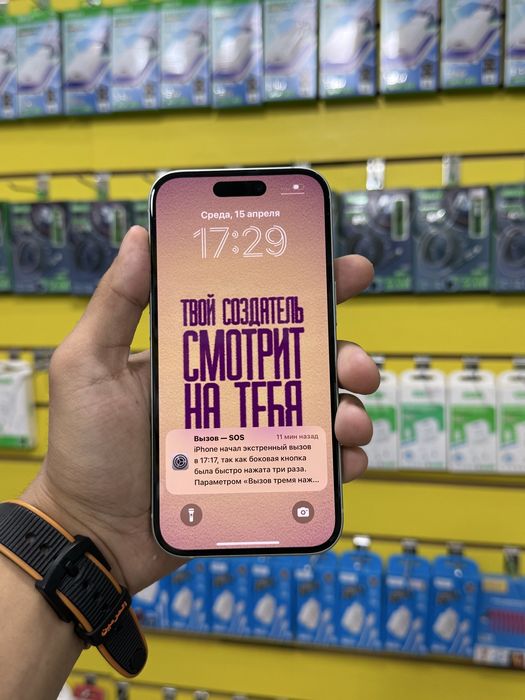 Среда, 15 апреля
17:29
ТВОЙ СОЗДАТЕЛЬ
СМОТРИТ
НА ТЕБЯ
Вызов — SOS
11 мин назад
iPhone начал экстренный вызов
в 17:17, так как боковая кнопка
была быстро нажата три раза.
Параметром «Вызов тремя наж...